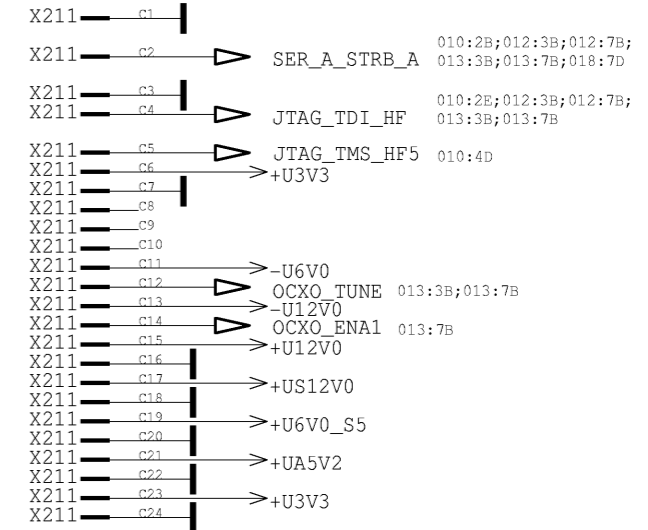 X211 C1
X211 C2 SER_A_STRB_A 010:2B;012:3B;012:7B;
013:3B;013:7B;018:7D
X211 C3
X211 C4 JTAG_TDI_HF 010:2E;012:3B;012:7B;
013:3B;013:7B
X211 C5 JTAG_TMS_HF5 010:4D
X211 C6 +U3V3
X211 C7
X211 C8
X211 C9
X211 C10
X211 C11 -U6V0
X211 C12 OCXO_TUNE 013:3B;013:7B
X211 C13 -U12V0
X211 C14 OCXO_ENA1 013:7B
X211 C15 +U12V0
X211 C16
X211 C17 +US12V0
X211 C18
X211 C19 +U6V0_S5
X211 C20
X211 C21 +UA5V2
X211 C22
X211 C23 +U3V3
X211 C24